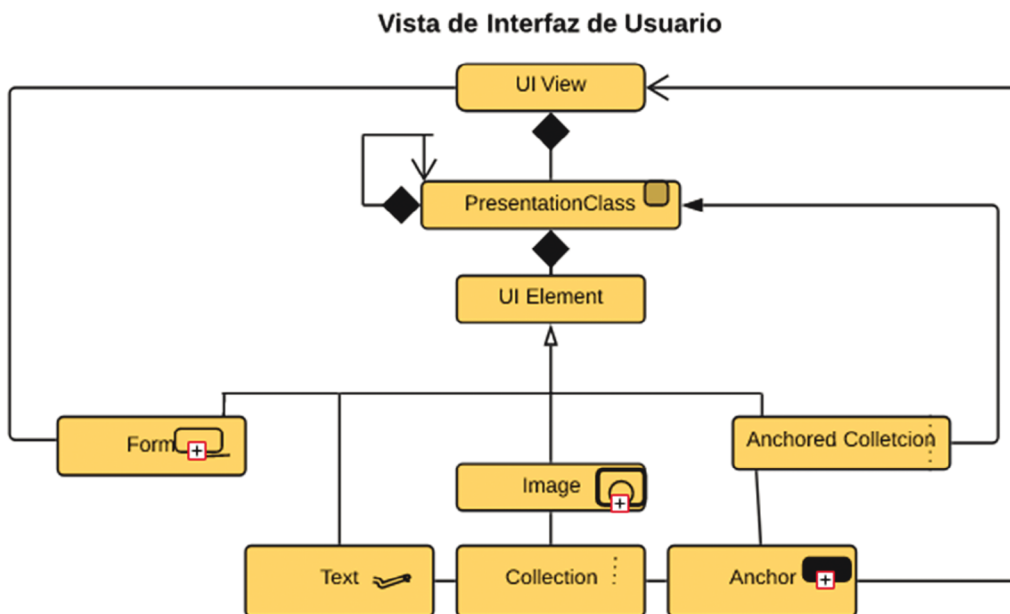 Vista de Interfaz de Usuario
UI View
PresentationClass
UI Element
Form
Anchored Colletcion
Image
Text
Collection
Anchor